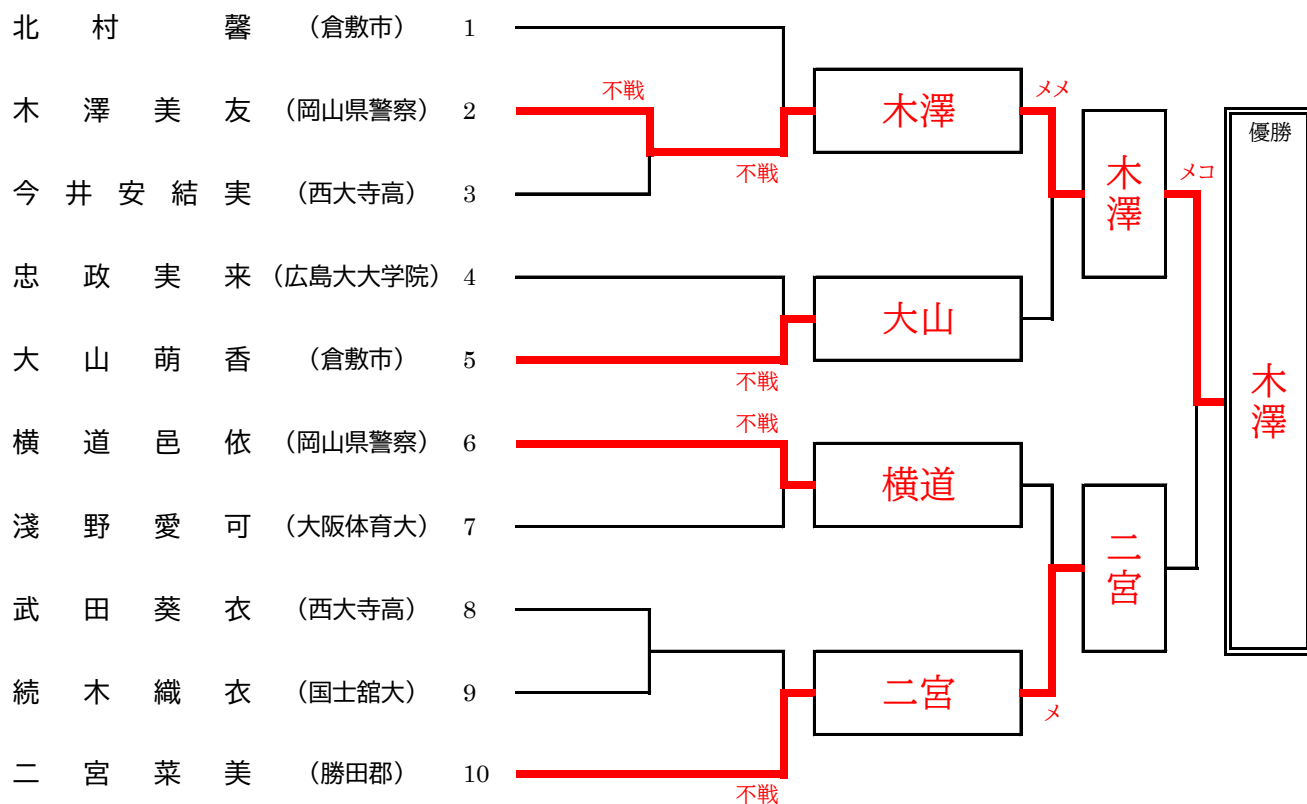 北村 馨 （倉敷市） 1
木澤美友 （岡山県警察） 2
今井安結実 （西大寺高） 3
忠政実来 （広島大大学院） 4
大山萌香 （倉敷市） 5
横道邑依 （岡山県警察） 6
淺野愛可 （大阪体育大） 7
武田葵衣 （西大寺高） 8
続木織衣 （国士舘大） 9
二宮菜美 （勝田郡） 10
不戦
不戦
不戦
不戦
不戦
木澤
大山
横道
二宮
メメ
メ
木澤
二宮
メコ
優勝
木澤